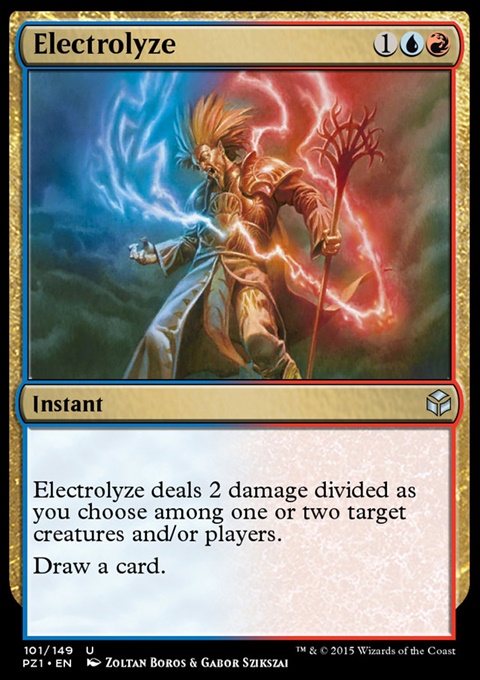 Electrolyze 1
Instant
Electrolyze deals 2 damage divided as
you choose among one or two target
creatures and/or players.
Draw a card.
101/149 U
PZ1 • EN Zoltan Boros & Gabor Szikszai
™ & © 2015 Wizards of the Coast